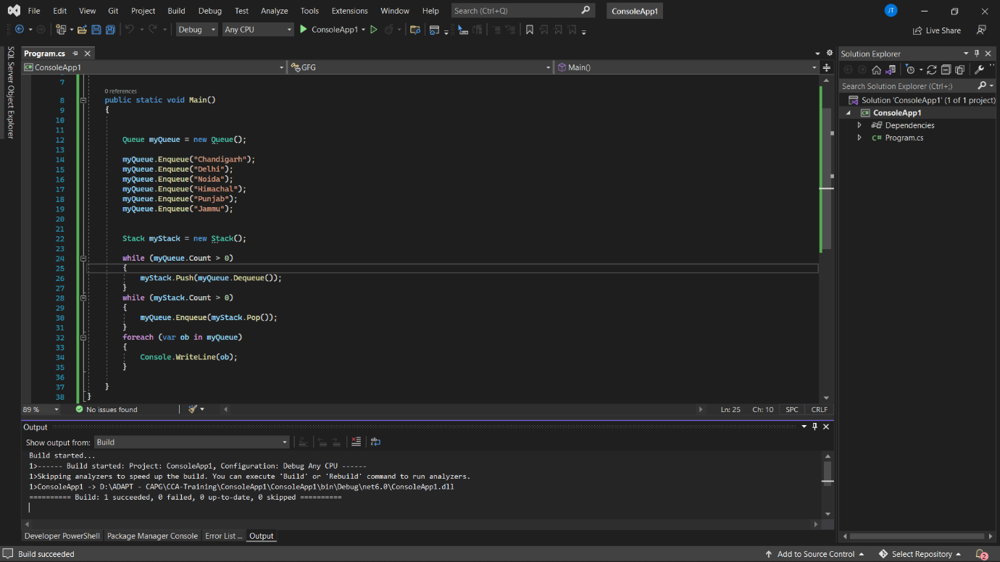 File Edit View Git Project Build Debug Test Analyze Tools Extensions Window Help Search (Ctrl+Q) ConsoleApp1 JT
Debug Any CPU ConsoleApp1 Live Share
SQL Server Object Explorer
Program.cs
ConsoleApp1 GFG Main()
7
0 references
8 public static void Main()
9 {
10
11
12 Queue myQueue = new Queue();
13
14 myQueue.Enqueue("Chandigarh");
15 myQueue.Enqueue("Delhi");
16 myQueue.Enqueue("Noida");
17 myQueue.Enqueue("Himachal");
18 myQueue.Enqueue("Punjab");
19 myQueue.Enqueue("Jammu");
20
21
22 Stack myStack = new Stack();
23
24 while (myQueue.Count > 0)
25 {
26 myStack.Push(myQueue.Dequeue());
27 }
28 while (myStack.Count > 0)
29 {
30 myQueue.Enqueue(myStack.Pop());
31 }
32 foreach (var ob in myQueue)
33 {
34 Console.WriteLine(ob);
35 }
36
37 }
38 }
89 % No issues found Ln: 25 Ch: 10 SPC CRLF
Solution Explorer
Search Solution Explorer (Ctrl+;)
Solution 'ConsoleApp1' (1 of 1 project)
C# ConsoleApp1
Dependencies
C# Program.cs
Output
Show output from: Build
Build started...
1>------ Build started: Project: ConsoleApp1, Configuration: Debug Any CPU ------
1>Skipping analyzers to speed up the build. You can execute 'Build' or 'Rebuild' command to run analyzers.
1>ConsoleApp1 -> D:\ADAPT - CAPG\CCA-Training\ConsoleApp1\ConsoleApp1\bin\Debug\net6.0\ConsoleApp1.dll
========== Build: 1 succeeded, 0 failed, 0 up-to-date, 0 skipped ==========
Developer PowerShell Package Manager Console Error List ... Output
Build succeeded Add to Source Control Select Repository 2